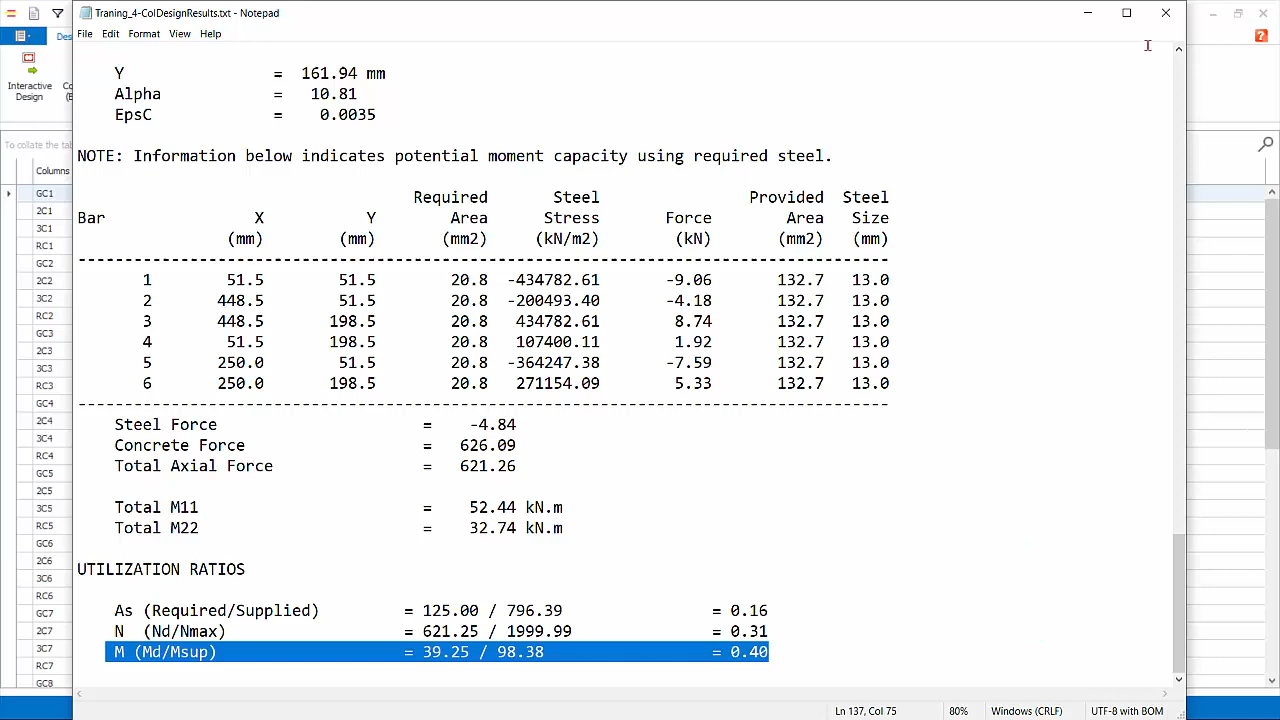 Traning_4-ColDesignResults.txt - Notepad
File Edit Format View Help
Des
Interactive
Design
To collate the
Columns
GC1
2C1
3C1
RC1
GC2
2C2
3C2
RC2
GC3
2C3
3C3
RC3
GC4
2C4
3C4
RC4
GC5
2C5
3C5
RC5
GC6
2C6
3C6
RC6
GC7
2C7
3C7
RC7
GC8
Y = 161.94 mm
Alpha = 10.81
EpsC = 0.0035
NOTE: Information below indicates potential moment capacity using required steel.
Required Steel Provided Steel
Bar X Y Area Stress Force Area Size
(mm) (mm) (mm2) (kN/m2) (kN) (mm2) (mm)
1 51.5 51.5 20.8 -434782.61 -9.06 132.7 13.0
2 448.5 51.5 20.8 -200493.40 -4.18 132.7 13.0
3 448.5 198.5 20.8 434782.61 8.74 132.7 13.0
4 51.5 198.5 20.8 107400.11 1.92 132.7 13.0
5 250.0 51.5 20.8 -364247.38 -7.59 132.7 13.0
6 250.0 198.5 20.8 271154.09 5.33 132.7 13.0
Steel Force = -4.84
Concrete Force = 626.09
Total Axial Force = 621.26
Total M11 = 52.44 kN.m
Total M22 = 32.74 kN.m
UTILIZATION RATIOS
As (Required/Supplied) = 125.00 / 796.39 = 0.16
N (Nd/Nmax) = 621.25 / 1999.99 = 0.31
M (Md/Msup) = 39.25 / 98.38 = 0.40
Ln 137, Col 75 80% Windows (CRLF) UTF-8 with BOM